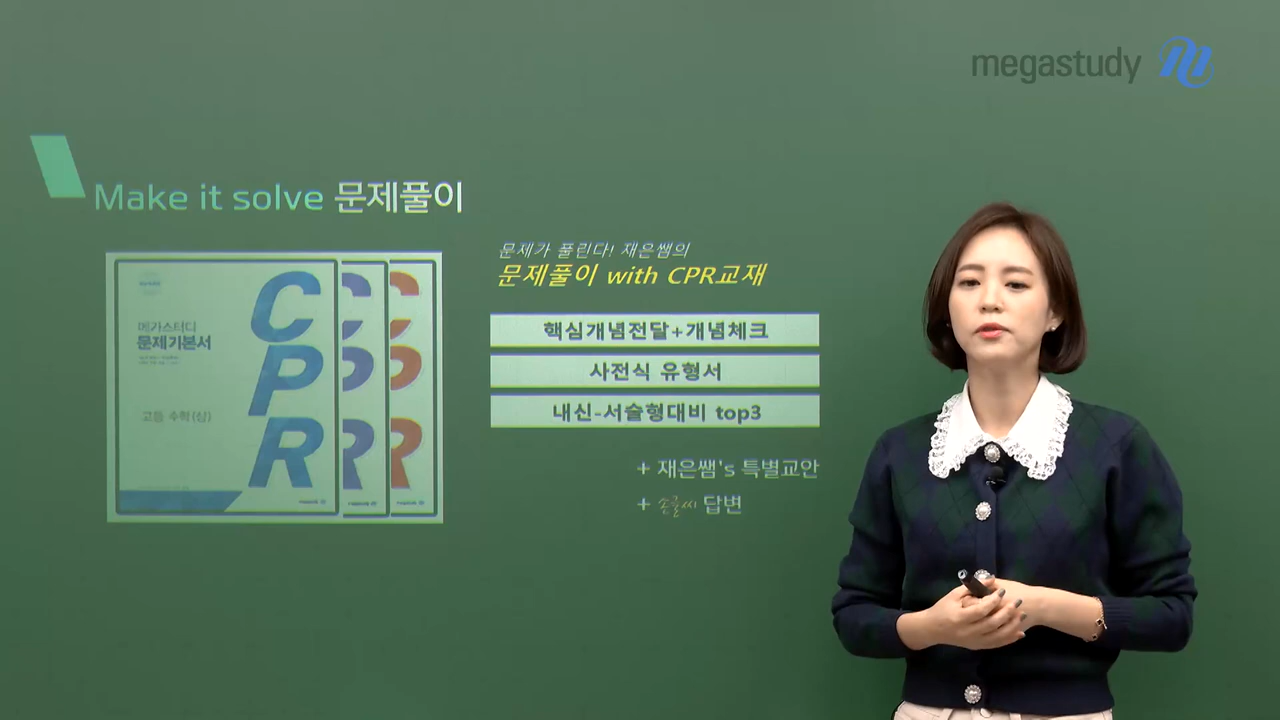 megastudy
Make it solve 문제풀이
메가스터디
문제기본서
고등 수학(상)
CPR
문제가 풀린다! 재은쌤의
문제풀이 with CPR교재
핵심개념전달+개념체크
사전식 유형서
내신-서술형대비 top3
+ 재은쌤's 특별교안
+ 손글씨 답변